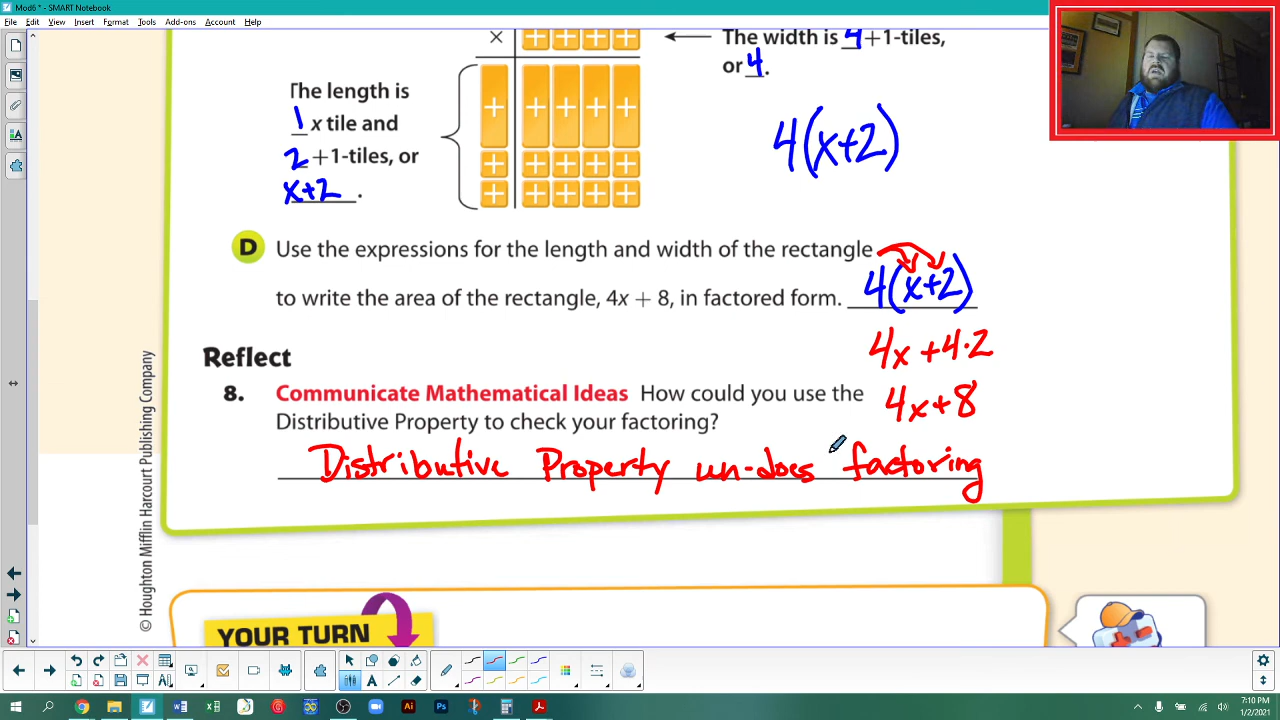 Mod6 * - SMART Notebook
File Edit View Insert Format Tools Add-ons Account Help
×
The width is 4 +1-tiles,
or 4.
The length is
1 x tile and
2 +1-tiles, or
x+2.
4(x+2)
D Use the expressions for the length and width of the rectangle
to write the area of the rectangle, 4x + 8, in factored form. 4(x+2)
4x + 4·2
4x + 8
Reflect
8. Communicate Mathematical Ideas How could you use the
Distributive Property to check your factoring?
Distributive Property un-does factoring
© Houghton Mifflin Harcourt Publishing Company
YOUR TURN
7:10 PM
1/2/2021